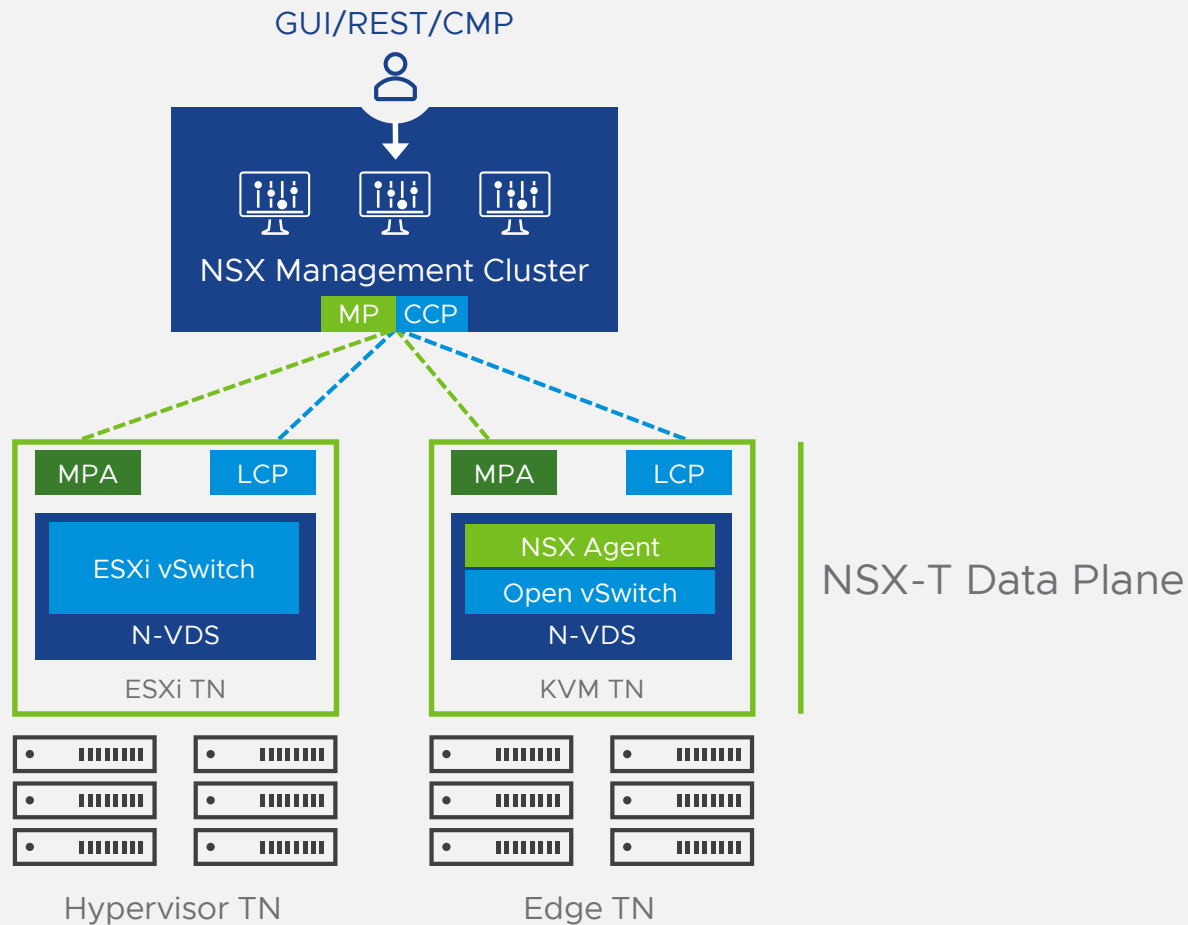 GUI/REST/CMP
NSX Management Cluster
MP CCP
MPA LCP
ESXi vSwitch
N-VDS
ESXi TN
MPA LCP
NSX Agent
Open vSwitch
N-VDS
KVM TN
NSX-T Data Plane
Hypervisor TN
Edge TN